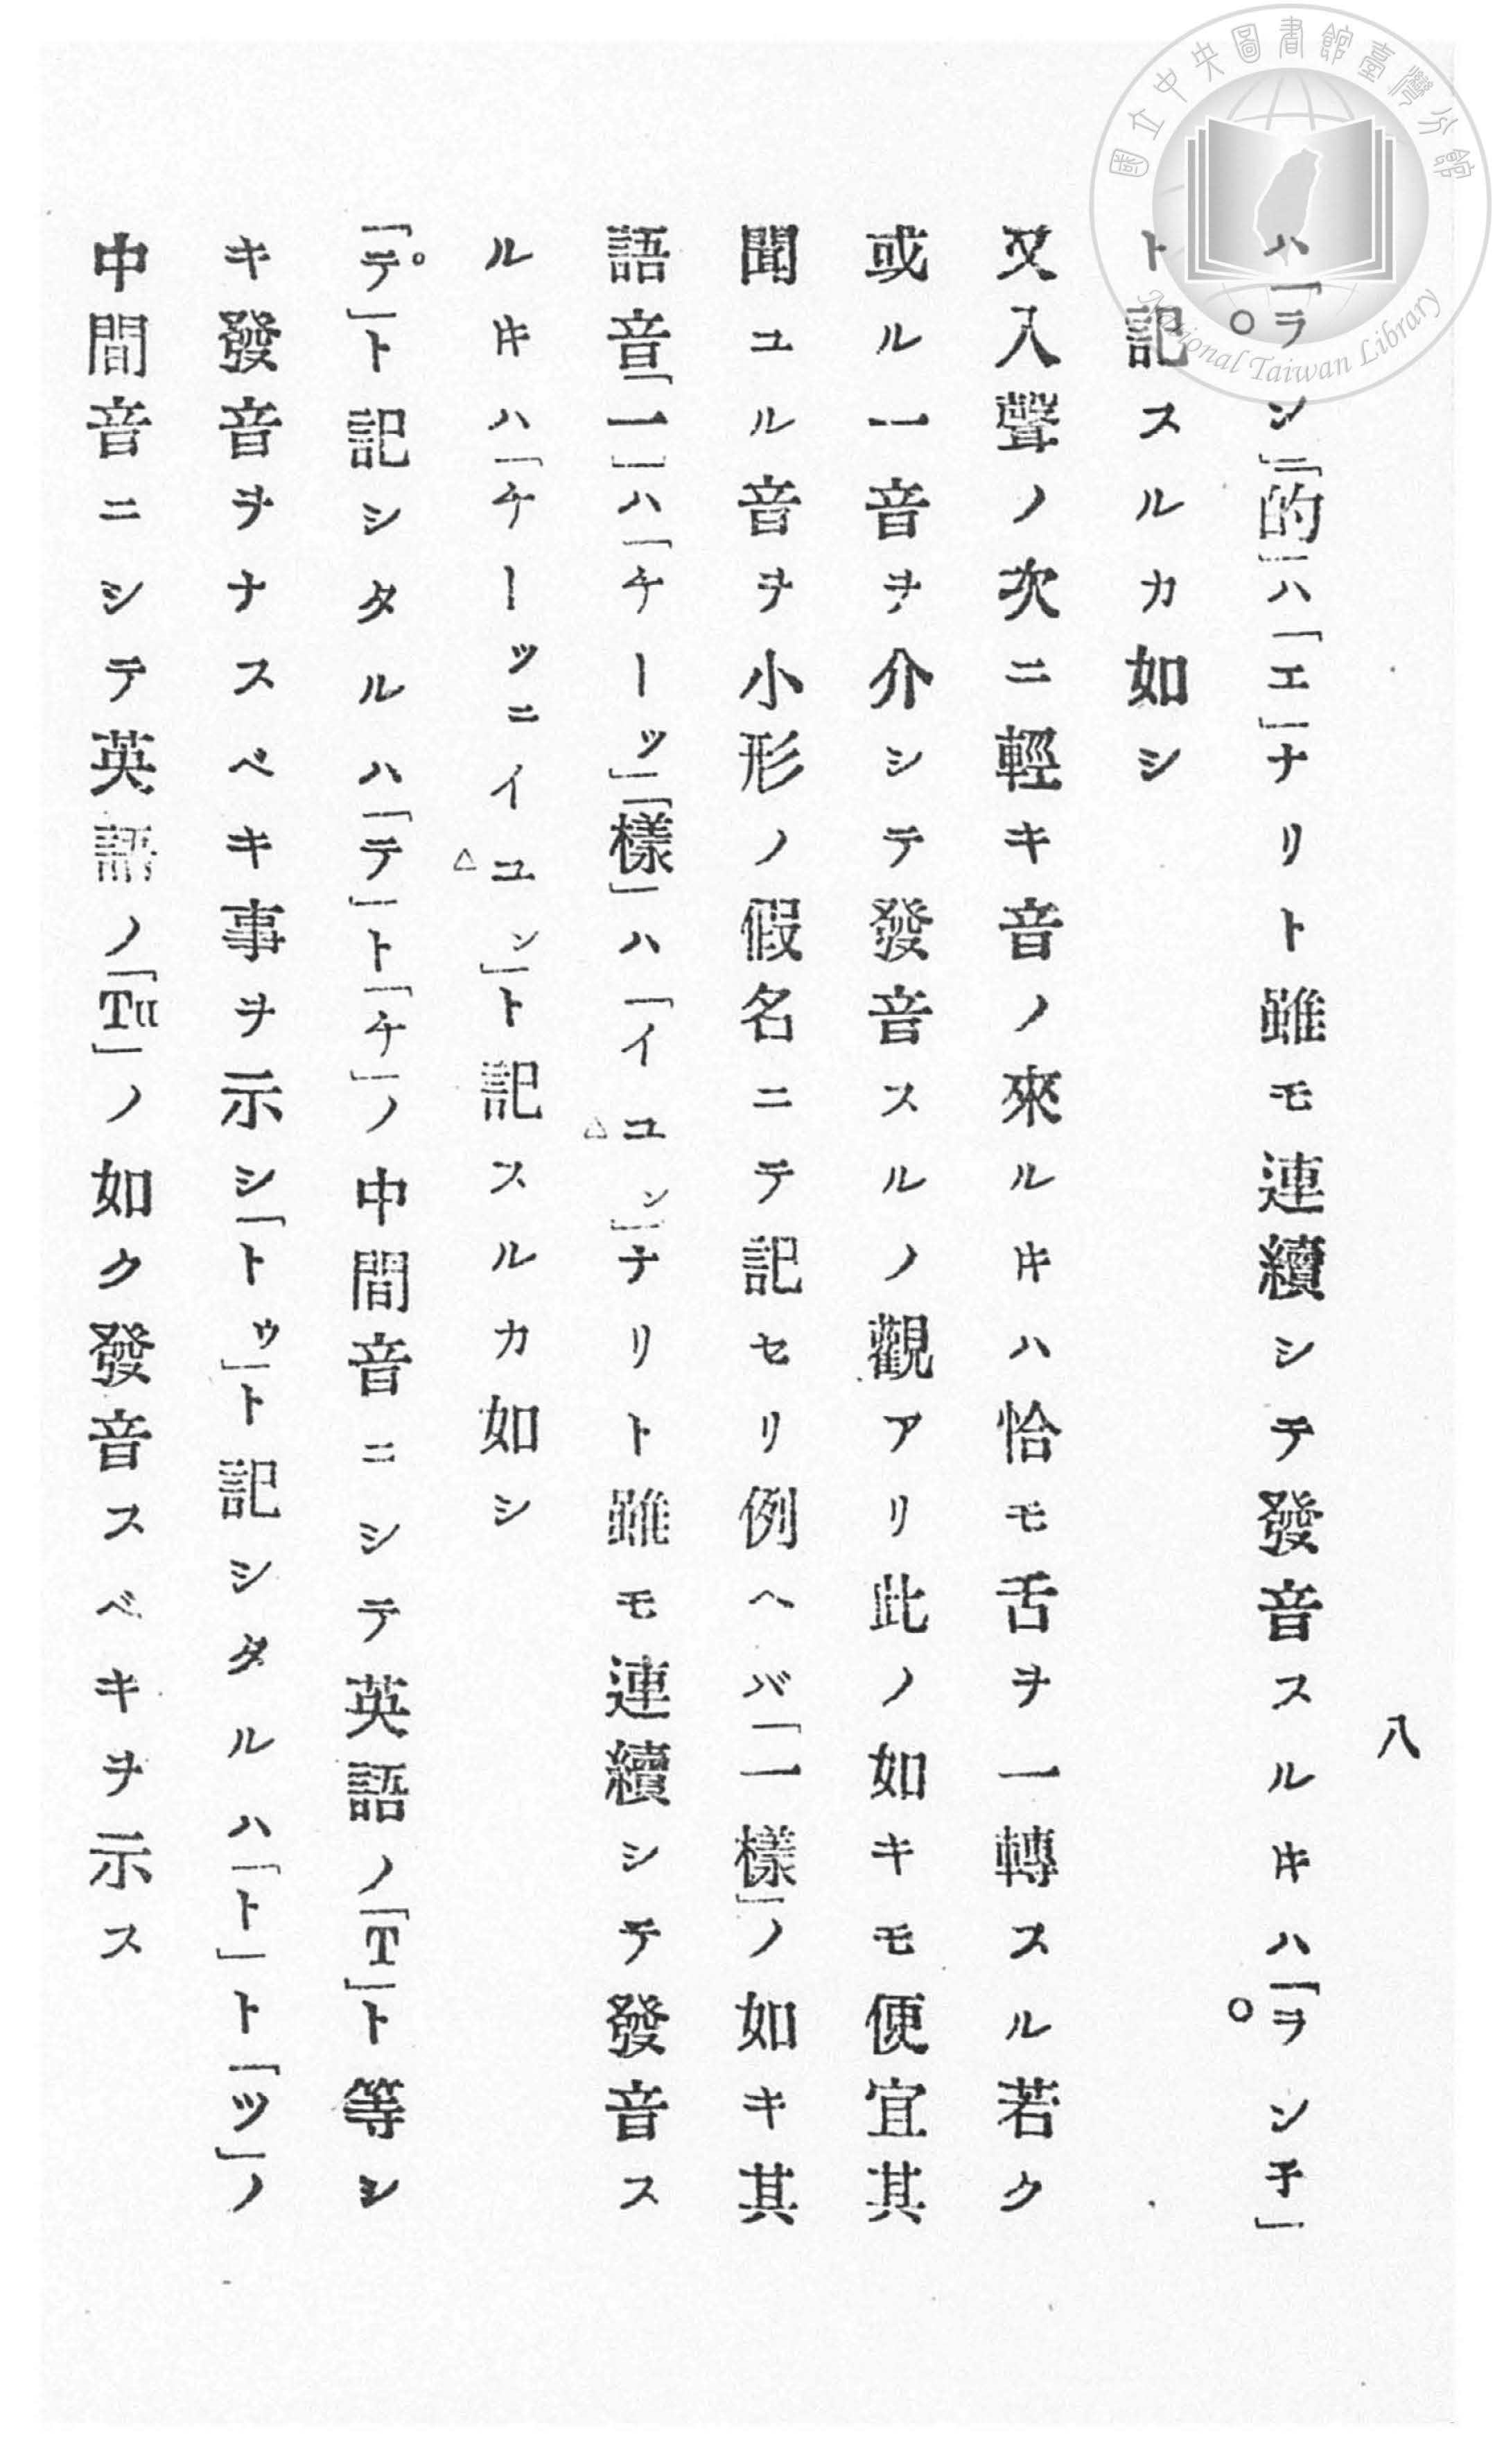 國立中央圖書館臺灣分館
National Taiwan Library
八
ハ「ヲン」「的」ハ「エ」ナリト雖モ連續シテ發音スルキハ「ヲン子」
ト記スルカ如シ
又入聲ノ次ニ輕キ音ノ來ルキハ恰モ舌ヲ一轉スル若ク
或ル一音ヲ介シテ發音スルノ觀アリ此ノ如キモ便宜其
聞ユル音ヲ小形ノ假名ニテ記セリ例ヘバ「一樣」ノ如キ其
語音「一」ハ「ケーッ」「樣」ハ「イユン」ナリト雖モ連續シテ發音ス
ルキハ「ケーッニイユン」ト記スルカ如シ
「テ」ト記シタルハ「テ」ト「ケ」ノ中間音ニシテ英語ノ「T」ト等シ
キ發音ヲナスベキ事ヲ示シ「トゥ」ト記シタルハ「ト」ト「ツ」ノ
中間音ニシテ英語ノ「Tu」ノ如ク發音スベキヲ示ス